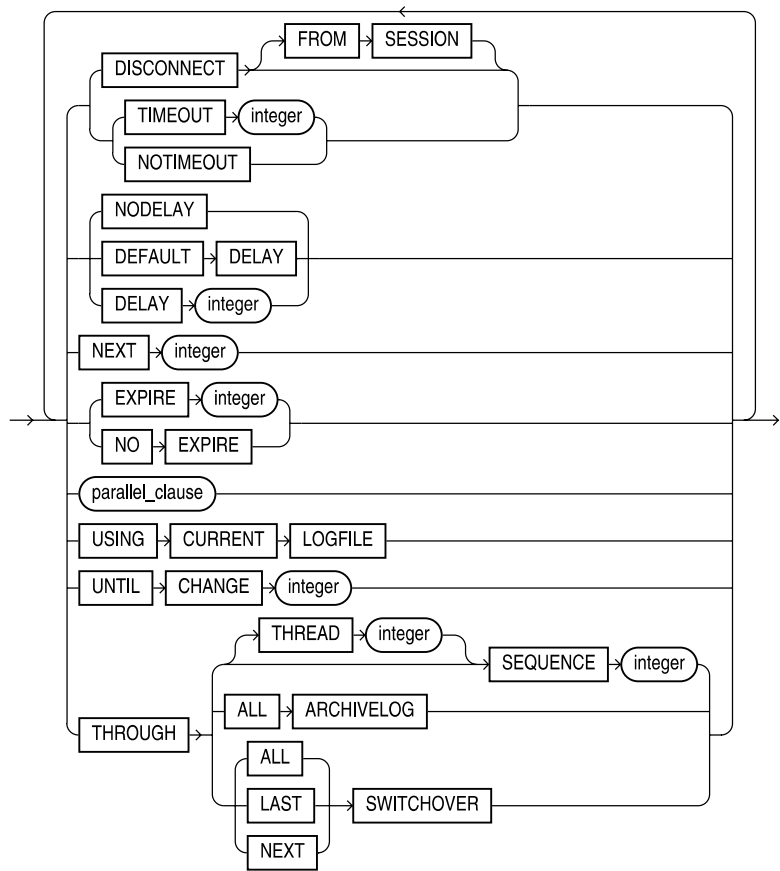 FROM SESSION
DISCONNECT
TIMEOUT integer
NOTIMEOUT
NODELAY
DEFAULT DELAY
DELAY integer
NEXT integer
EXPIRE integer
NO EXPIRE
parallel_clause
USING CURRENT LOGFILE
UNTIL CHANGE integer
THREAD integer
SEQUENCE integer
ALL ARCHIVELOG
THROUGH
ALL
LAST SWITCHOVER
NEXT